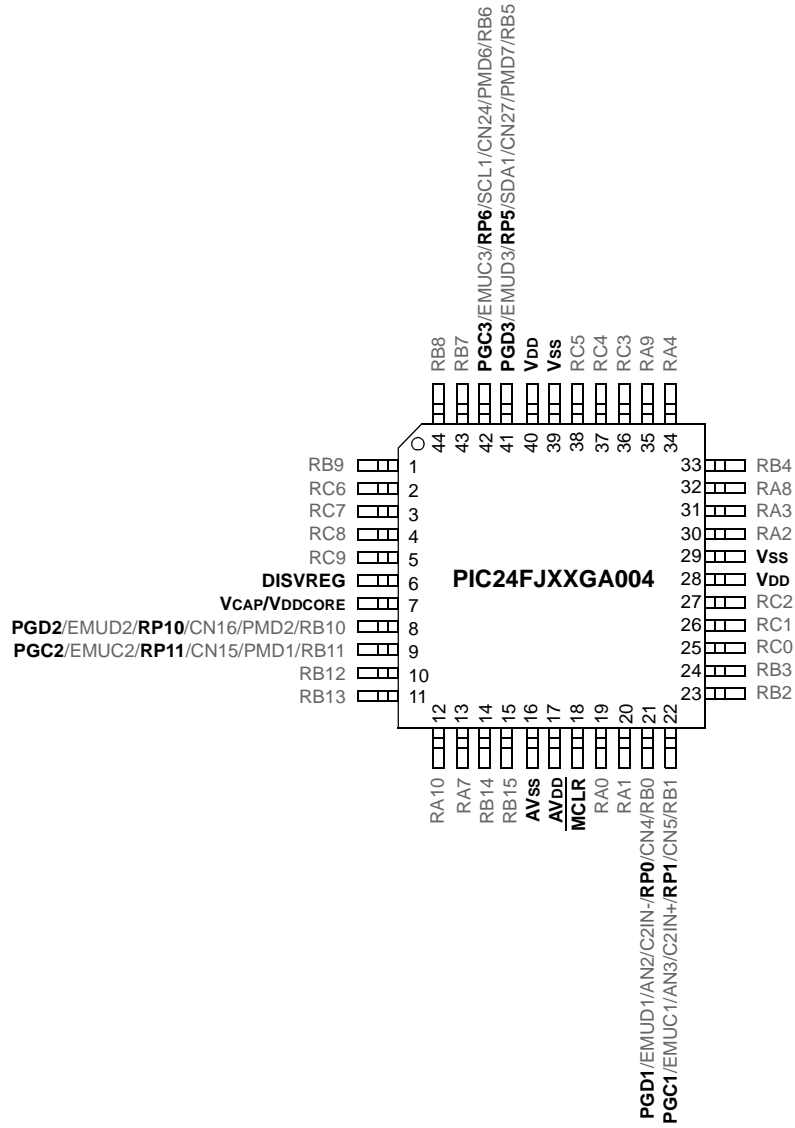 PGC3/EMUC3/RP6/SCL1/CN24/PMD6/RB6
PGD3/EMUD3/RP5/SDA1/CN27/PMD7/RB5
RB8
RB7
VDD
VSS
RC5
RC4
RC3
RA9
RA4
44
43
42
41
40
39
38
37
36
35
34
RB9 1
RC6 2
RC7 3
RC8 4
RC9 5
DISVREG 6
VCAP/VDDCORE 7
PGD2/EMUD2/RP10/CN16/PMD2/RB10 8
PGC2/EMUC2/RP11/CN15/PMD1/RB11 9
RB12 10
RB13 11
PIC24FJXXGA004
33 RB4
32 RA8
31 RA3
30 RA2
29 VSS
28 VDD
27 RC2
26 RC1
25 RC0
24 RB3
23 RB2
12
13
14
15
16
17
18
19
20
21
22
RA10
RA7
RB14
RB15
AVSS
AVDD
MCLR
RA0
RA1
PGD1/EMUD1/AN2/C2IN-/RP0/CN4/RB0
PGC1/EMUC1/AN3/C2IN+/RP1/CN5/RB1